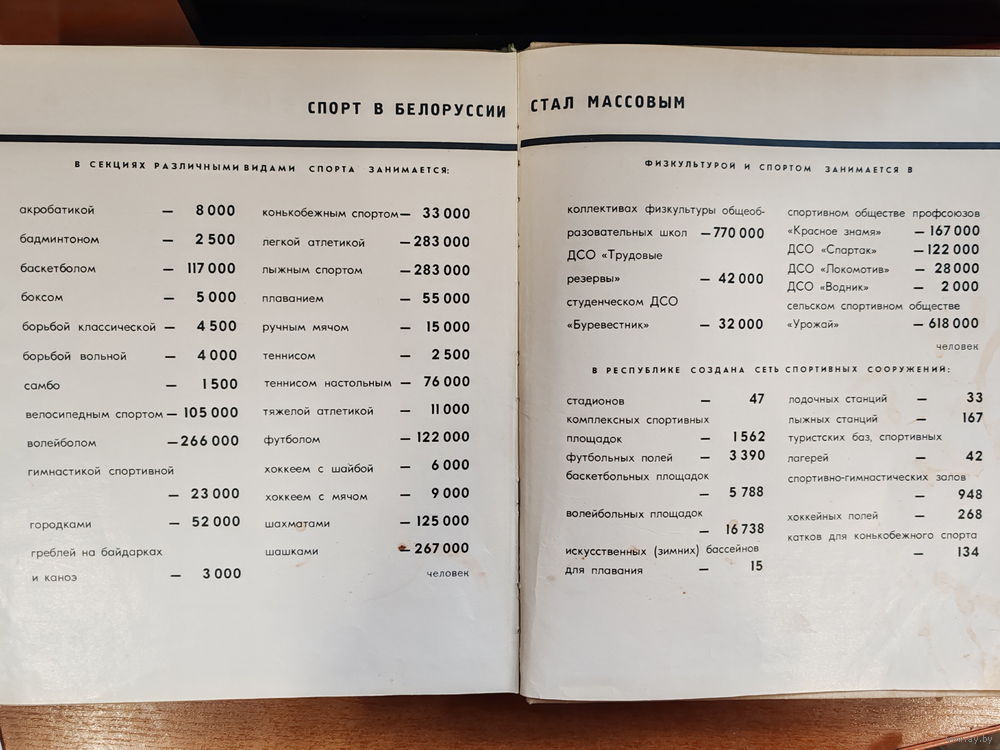 СПОРТ В БЕЛОРУССИИ СТАЛ МАССОВЫМ
В СЕКЦИЯХ РАЗЛИЧНЫМИ ВИДАМИ СПОРТА ЗАНИМАЕТСЯ:
акробатикой — 8 000
бадминтоном — 2 500
баскетболом — 117 000
боксом — 5 000
борьбой классической — 4 500
борьбой вольной — 4 000
самбо — 1 500
велосипедным спортом — 105 000
волейболом — 266 000
гимнастикой спортивной
— 23 000
городками — 52 000
греблей на байдарках
и каноэ — 3 000
конькобежным спортом — 33 000
легкой атлетикой — 283 000
лыжным спортом — 283 000
плаванием — 55 000
ручным мячом — 15 000
теннисом — 2 500
теннисом настольным — 76 000
тяжелой атлетикой — 11 000
футболом — 122 000
хоккеем с шайбой — 6 000
хоккеем с мячом — 9 000
шахматами — 125 000
шашками — 267 000
человек
ФИЗКУЛЬТУРОЙ И СПОРТОМ ЗАНИМАЕТСЯ В
коллективах физкультуры общеоб-
разовательных школ — 770 000
ДСО «Трудовые
резервы» — 42 000
студенческом ДСО
«Буревестник» — 32 000
спортивном обществе профсоюзов
«Красное знамя» — 167 000
ДСО «Спартак» — 122 000
ДСО «Локомотив» — 28 000
ДСО «Водник» — 2 000
сельском спортивном обществе
«Урожай» — 618 000
человек
В РЕСПУБЛИКЕ СОЗДАНА СЕТЬ СПОРТИВНЫХ СООРУЖЕНИЙ:
стадионов — 47
комплексных спортивных
площадок — 1 562
футбольных полей — 3 390
баскетбольных площадок
— 5 788
волейбольных площадок
— 16 738
искусственных (зимних) бассейнов
для плавания — 15
лодочных станций — 33
лыжных станций — 167
туристских баз, спортивных
лагерей — 42
спортивно-гимнастических залов
— 948
хоккейных полей — 268
катков для конькобежного спорта
— 134